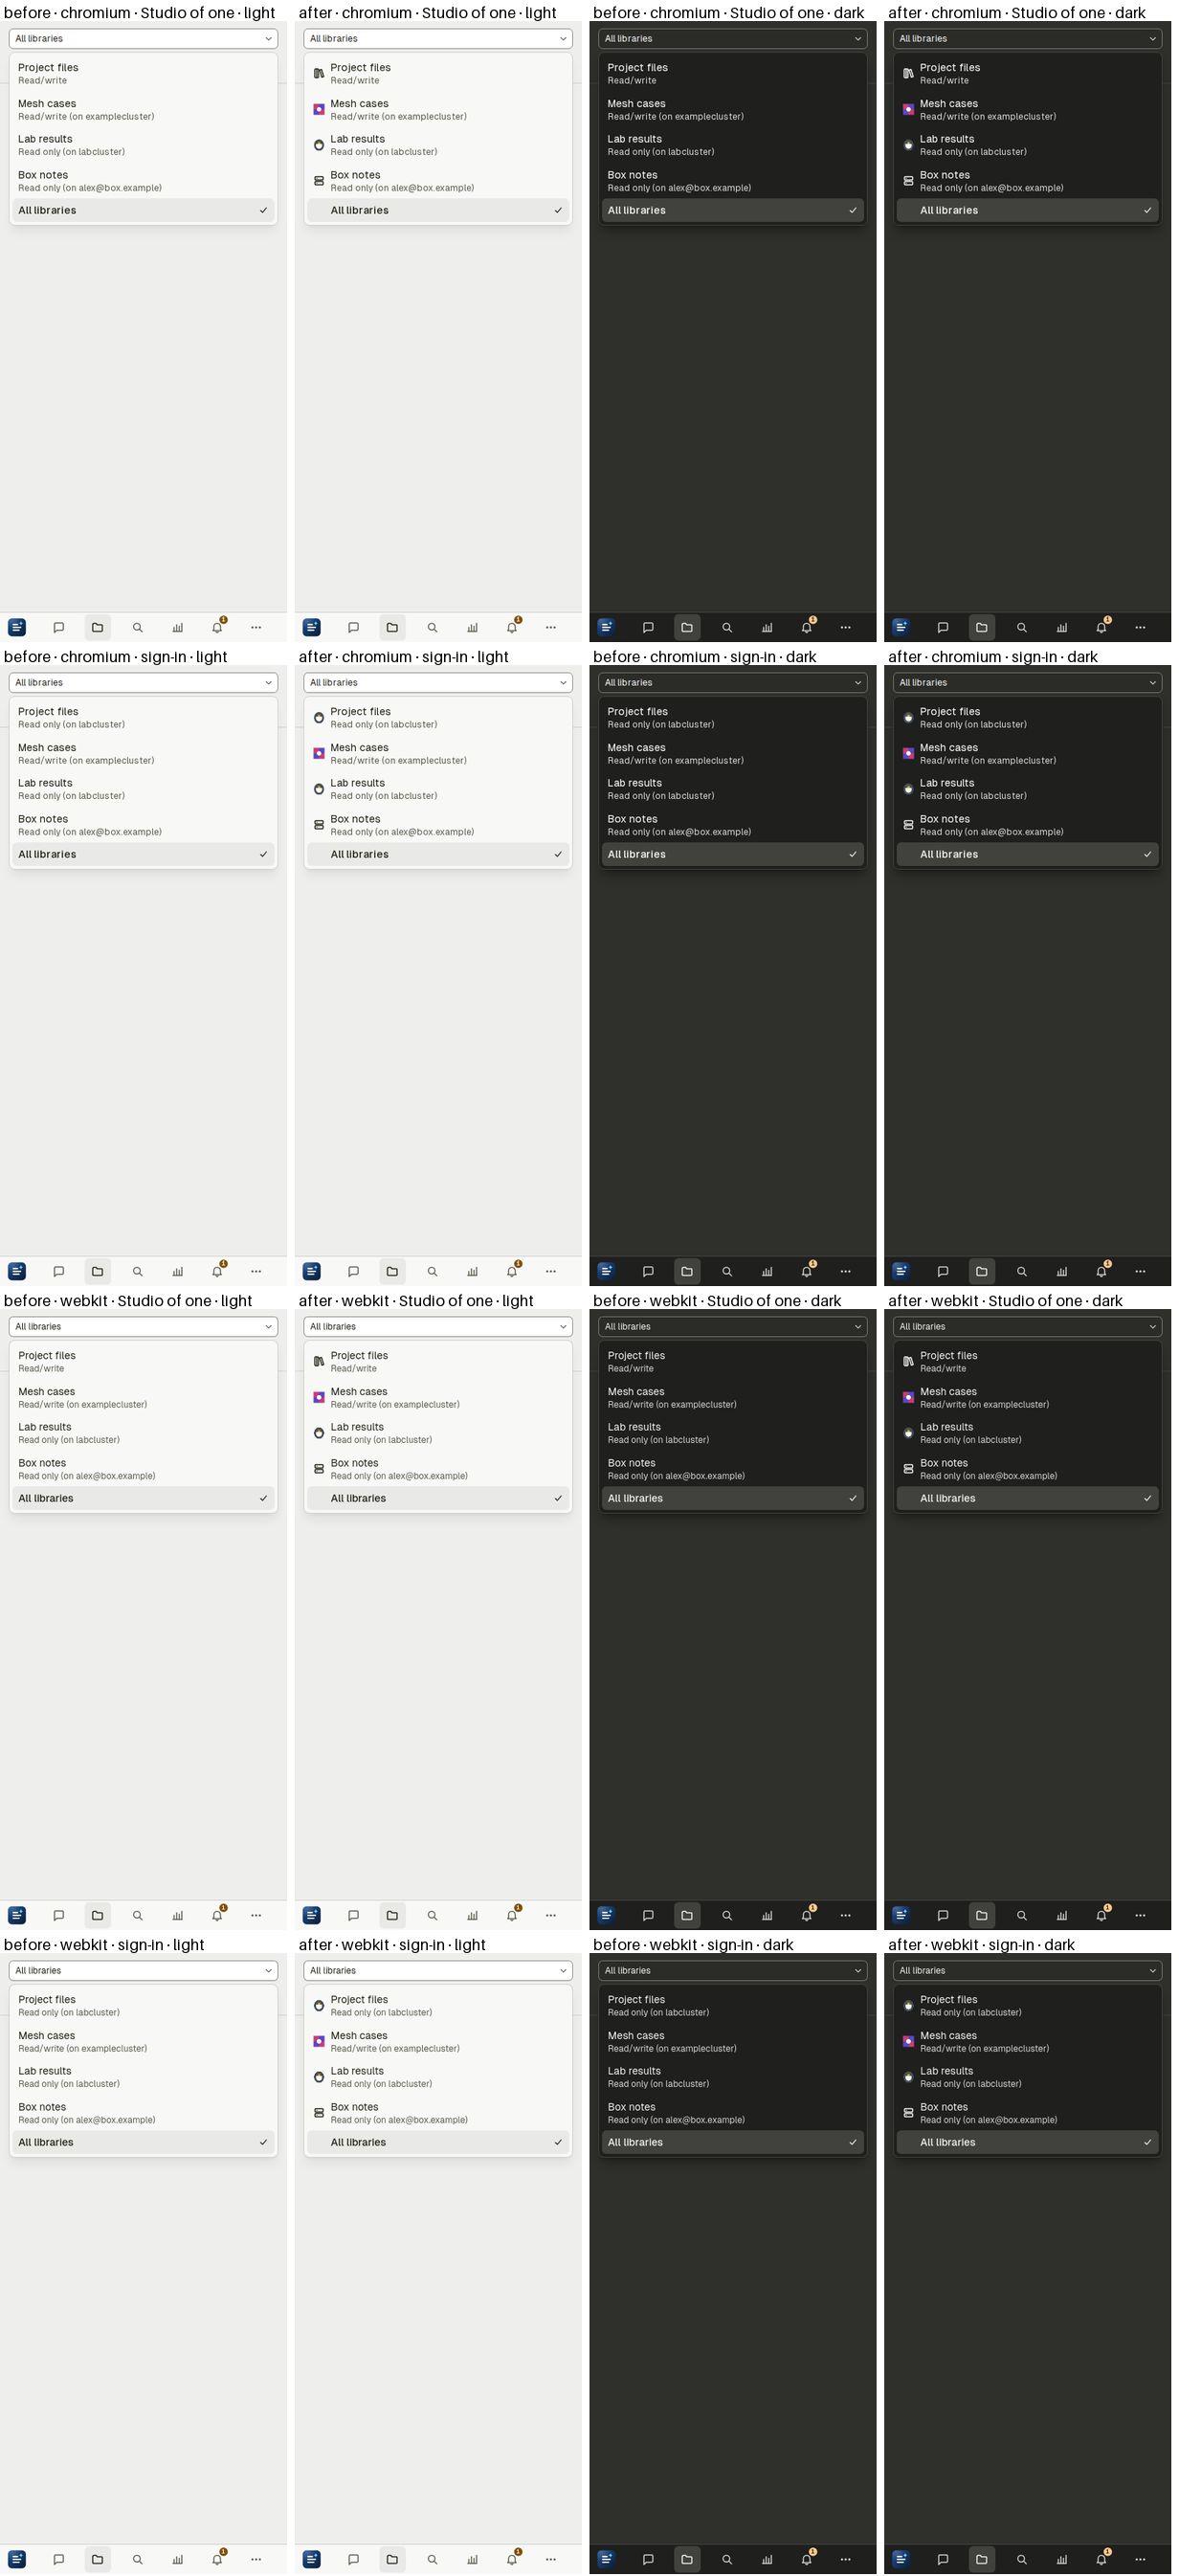 before · chromium · Studio of one · light
All libraries
Project files
Read/write
Mesh cases
Read/write (on examplecluster)
Lab results
Read only (on labcluster)
Box notes
Read only (on alex@box.example)
All libraries
1
after · chromium · Studio of one · light
All libraries
Project files
Read/write
Mesh cases
Read/write (on examplecluster)
Lab results
Read only (on labcluster)
Box notes
Read only (on alex@box.example)
All libraries
1
before · chromium · Studio of one · dark
All libraries
Project files
Read/write
Mesh cases
Read/write (on examplecluster)
Lab results
Read only (on labcluster)
Box notes
Read only (on alex@box.example)
All libraries
1
after · chromium · Studio of one · dark
All libraries
Project files
Read/write
Mesh cases
Read/write (on examplecluster)
Lab results
Read only (on labcluster)
Box notes
Read only (on alex@box.example)
All libraries
1
before · chromium · sign-in · light
All libraries
Project files
Read only (on labcluster)
Mesh cases
Read/write (on examplecluster)
Lab results
Read only (on labcluster)
Box notes
Read only (on alex@box.example)
All libraries
1
after · chromium · sign-in · light
All libraries
Project files
Read only (on labcluster)
Mesh cases
Read/write (on examplecluster)
Lab results
Read only (on labcluster)
Box notes
Read only (on alex@box.example)
All libraries
1
before · chromium · sign-in · dark
All libraries
Project files
Read only (on labcluster)
Mesh cases
Read/write (on examplecluster)
Lab results
Read only (on labcluster)
Box notes
Read only (on alex@box.example)
All libraries
1
after · chromium · sign-in · dark
All libraries
Project files
Read only (on labcluster)
Mesh cases
Read/write (on examplecluster)
Lab results
Read only (on labcluster)
Box notes
Read only (on alex@box.example)
All libraries
1
before · webkit · Studio of one · light
All libraries
Project files
Read/write
Mesh cases
Read/write (on examplecluster)
Lab results
Read only (on labcluster)
Box notes
Read only (on alex@box.example)
All libraries
1
after · webkit · Studio of one · light
All libraries
Project files
Read/write
Mesh cases
Read/write (on examplecluster)
Lab results
Read only (on labcluster)
Box notes
Read only (on alex@box.example)
All libraries
1
before · webkit · Studio of one · dark
All libraries
Project files
Read/write
Mesh cases
Read/write (on examplecluster)
Lab results
Read only (on labcluster)
Box notes
Read only (on alex@box.example)
All libraries
1
after · webkit · Studio of one · dark
All libraries
Project files
Read/write
Mesh cases
Read/write (on examplecluster)
Lab results
Read only (on labcluster)
Box notes
Read only (on alex@box.example)
All libraries
1
before · webkit · sign-in · light
All libraries
Project files
Read only (on labcluster)
Mesh cases
Read/write (on examplecluster)
Lab results
Read only (on labcluster)
Box notes
Read only (on alex@box.example)
All libraries
1
after · webkit · sign-in · light
All libraries
Project files
Read only (on labcluster)
Mesh cases
Read/write (on examplecluster)
Lab results
Read only (on labcluster)
Box notes
Read only (on alex@box.example)
All libraries
1
before · webkit · sign-in · dark
All libraries
Project files
Read only (on labcluster)
Mesh cases
Read/write (on examplecluster)
Lab results
Read only (on labcluster)
Box notes
Read only (on alex@box.example)
All libraries
1
after · webkit · sign-in · dark
All libraries
Project files
Read only (on labcluster)
Mesh cases
Read/write (on examplecluster)
Lab results
Read only (on labcluster)
Box notes
Read only (on alex@box.example)
All libraries
1